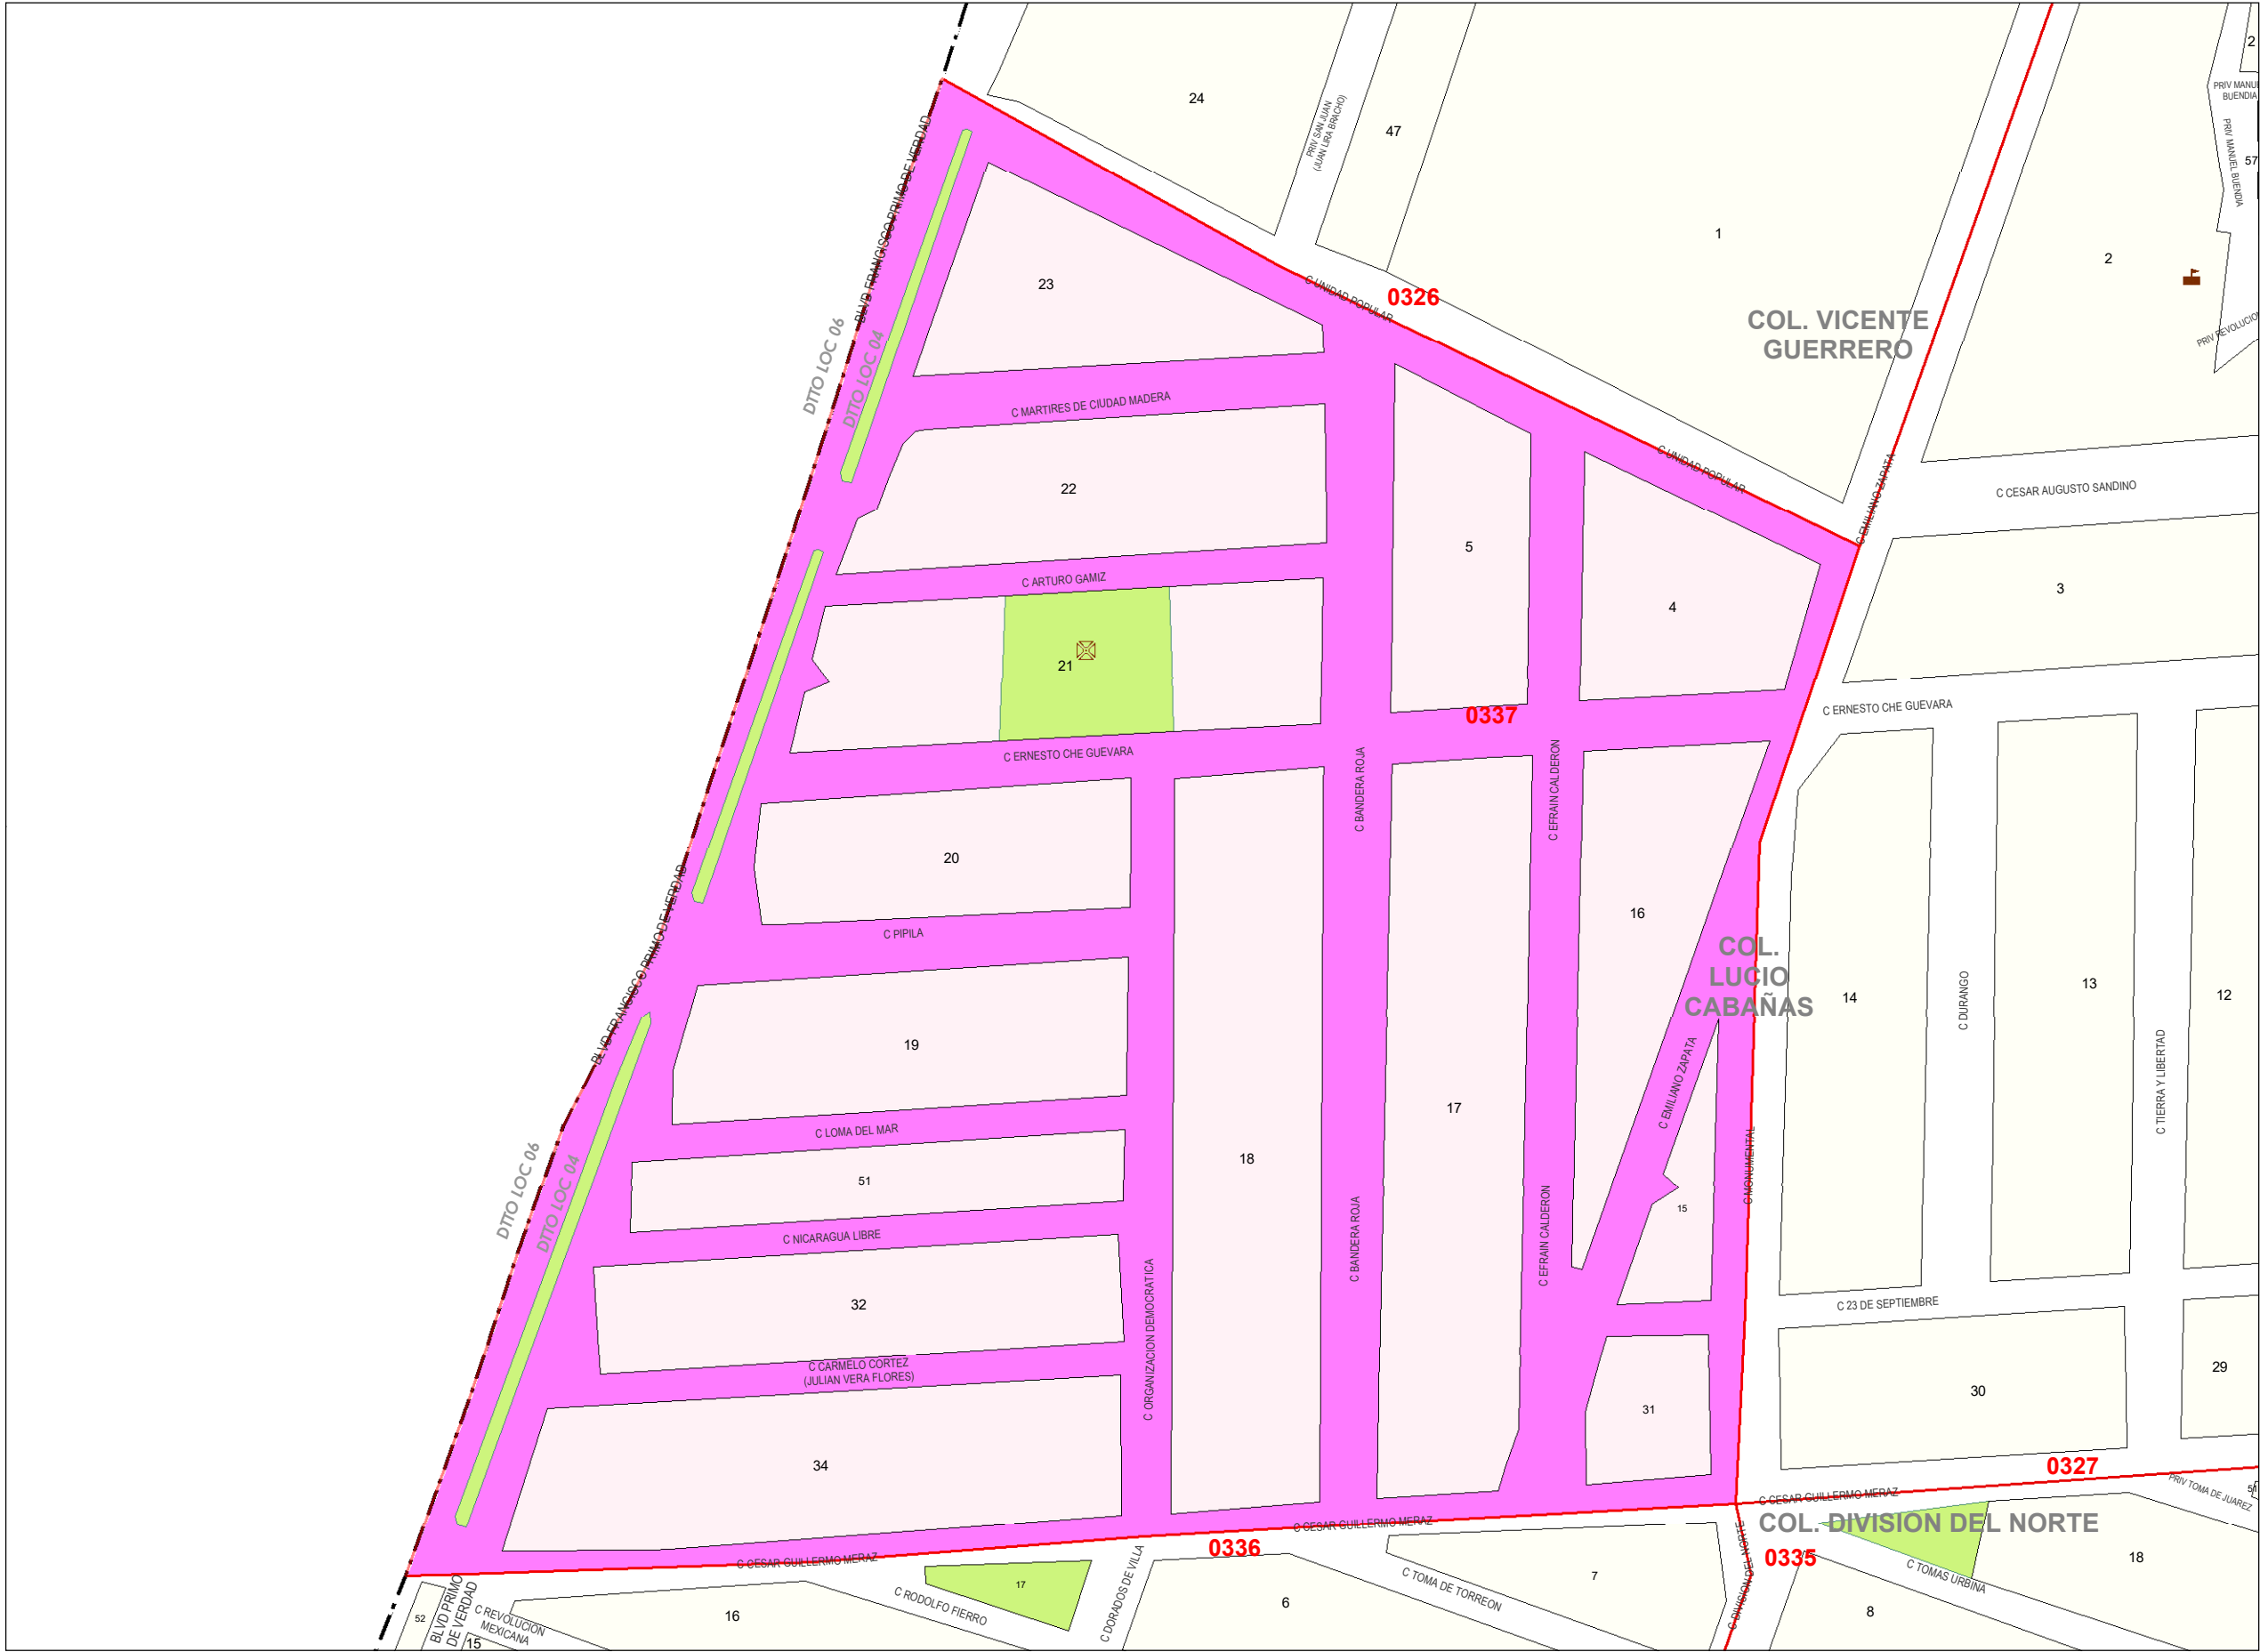 24
47
PRIV SAN JUAN
(JUAN LIRA BRACHO)
1
2
2
PRIV MANUEL BUENDIA
57
23
BLVD FRANCISCO PRIMO DE VERDAD
C UNIDAD POPULAR
0326
COL. VICENTE
GUERRERO
DTTO LOC 06
DTTO LOC 04
C MARTIRES DE CIUDAD MADERA
22
C UNIDAD POPULAR
C EMILIANO ZAPATA
C CESAR AUGUSTO SANDINO
5
C ARTURO GAMIZ
3
4
21
0337
C ERNESTO CHE GUEVARA
C ERNESTO CHE GUEVARA
C BANDERA ROJA
C EFRAIN CALDERON
20
16
C PIPILA
BLVD FRANCISCO PRIMO DE VERDAD
COL.
LUCIO
CABAÑAS
14
C DURANGO
13
12
19
C EMILIANO ZAPATA
C TIERRA Y LIBERTAD
17
C LOMA DEL MAR
18
51
C MONUMENTAL
15
DTTO LOC 06
DTTO LOC 04
C NICARAGUA LIBRE
C BANDERA ROJA
C EFRAIN CALDERON
32
C ORGANIZACION DEMOCRATICA
C 23 DE SEPTIEMBRE
C CARMELO CORTEZ
(JULIAN VERA FLORES)
30
29
31
34
0327
PRIV TOMA DE JUAREZ
C CESAR GUILLERMO MERAZ
C CESAR GUILLERMO MERAZ
COL. DIVISION DEL NORTE
C CESAR GUILLERMO MERAZ
0336
0335
18
C DIVISION DEL NORTE
C TOMAS URBINA
17
C DORADOS DE VILLA
C RODOLFO FIERRO
C TOMA DE TORREON
7
6
8
16
52
BLVD PRIMO
DE VERDAD
C REVOLUCION
MEXICANA
15